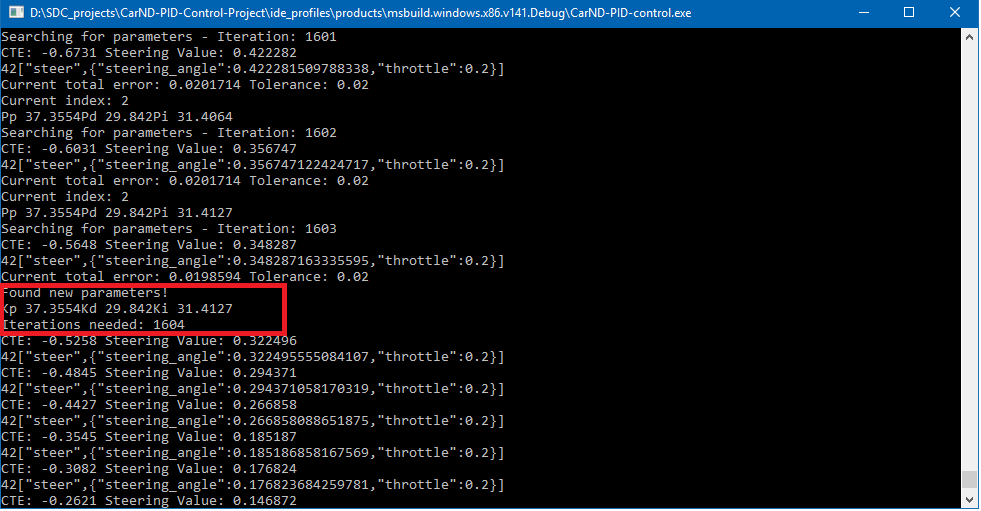 D:\SDC_projects\CarND-PID-Control-Project\ide_profiles\products\msbuild.windows.x86.v141.Debug\CarND-PID-control.exe
Searching for parameters - Iteration: 1601
CTE: -0.6731 Steering Value: 0.422282
42["steer",{"steering_angle":0.422281509788338,"throttle":0.2}]
Current total error: 0.0201714 Tolerance: 0.02
Current index: 2
Pp 37.3554Pd 29.842Pi 31.4064
Searching for parameters - Iteration: 1602
CTE: -0.6031 Steering Value: 0.356747
42["steer",{"steering_angle":0.356747122424717,"throttle":0.2}]
Current total error: 0.0201714 Tolerance: 0.02
Current index: 2
Pp 37.3554Pd 29.842Pi 31.4127
Searching for parameters - Iteration: 1603
CTE: -0.5648 Steering Value: 0.348287
42["steer",{"steering_angle":0.348287163335595,"throttle":0.2}]
Current total error: 0.0198594 Tolerance: 0.02
Found new parameters!
Kp 37.3554Kd 29.842Ki 31.4127
Iterations needed: 1604
CTE: -0.5258 Steering Value: 0.322496
42["steer",{"steering_angle":0.322495555084107,"throttle":0.2}]
CTE: -0.4845 Steering Value: 0.294371
42["steer",{"steering_angle":0.294371058170319,"throttle":0.2}]
CTE: -0.4427 Steering Value: 0.266858
42["steer",{"steering_angle":0.266858088651875,"throttle":0.2}]
CTE: -0.3545 Steering Value: 0.185187
42["steer",{"steering_angle":0.185186858167569,"throttle":0.2}]
CTE: -0.3082 Steering Value: 0.176824
42["steer",{"steering_angle":0.176823684259781,"throttle":0.2}]
CTE: -0.2621 Steering Value: 0.146872